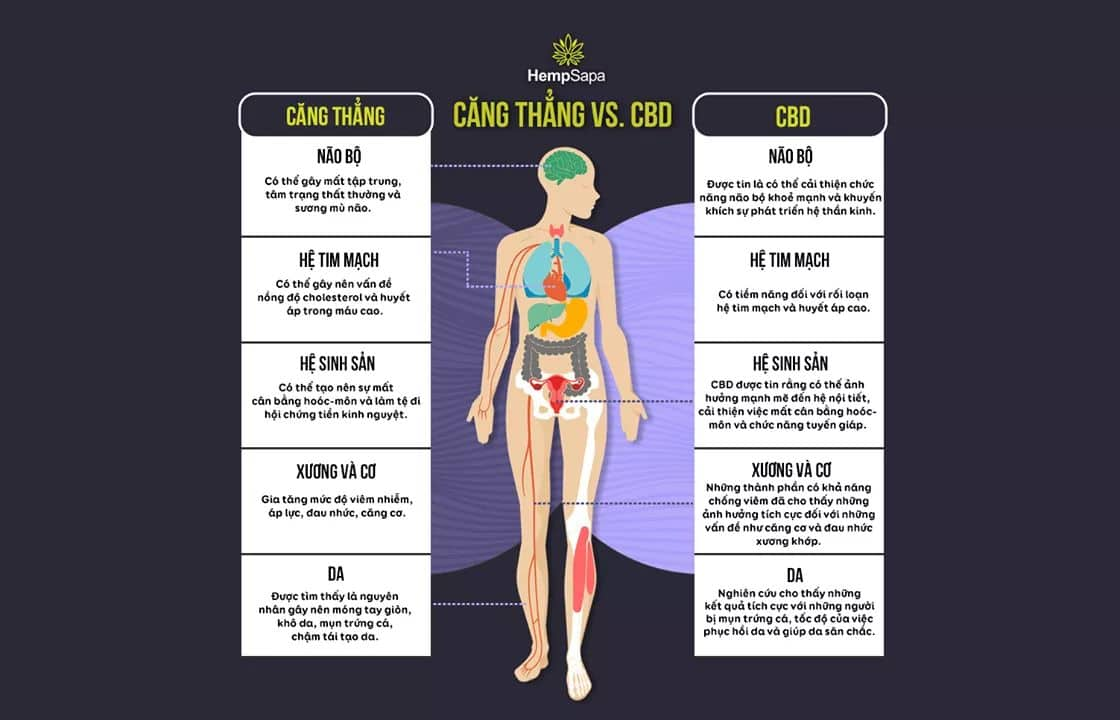 HempSapa
CĂNG THẲNG VS. CBD
CĂNG THẲNG
NÃO BỘ
Có thể gây mất tập trung,
tâm trạng thất thường và
sương mù não.
HỆ TIM MẠCH
Có thể gây nên vấn đề
nồng độ cholesterol và huyết
áp trong máu cao.
HỆ SINH SẢN
Có thể tạo nên sự mất
cân bằng hoóc-môn và làm tệ đi
hội chứng tiền kinh nguyệt.
XƯƠNG VÀ CƠ
Gia tăng mức độ viêm nhiễm,
áp lực, đau nhức, căng cơ.
DA
Được tìm thấy là nguyên
nhân gây nên móng tay giòn,
khô da, mụn trứng cá,
chậm tái tạo da.
CBD
NÃO BỘ
Được tin là có thể cải thiện chức
năng não bộ khoẻ mạnh và khuyến
khích sự phát triển hệ thần kinh.
HỆ TIM MẠCH
Có tiềm năng đối với rối loạn
hệ tim mạch và huyết áp cao.
HỆ SINH SẢN
CBD được tin rằng có thể ảnh
hưởng mạnh mẽ đến hệ nội tiết,
cải thiện việc mất cân bằng hoóc-
môn và chức năng tuyến giáp.
XƯƠNG VÀ CƠ
Những thành phần có khả năng
chống viêm đã cho thấy những
ảnh hưởng tích cực đối với những
vấn đề như căng cơ và đau nhức
xương khớp.
DA
Nghiên cứu cho thấy những
kết quả tích cực với những người
bị mụn trứng cá, tốc độ của việc
phục hồi da và giúp da săn chắc.